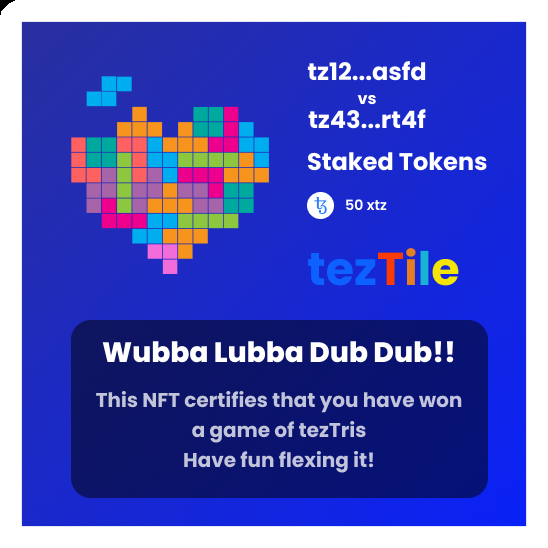 tz12...asfd
vs
tz43...rt4f
Staked Tokens
50 xtz
tezTile
Wubba Lubba Dub Dub!!
This NFT certifies that you have won
a game of tezTris
Have fun flexing it!